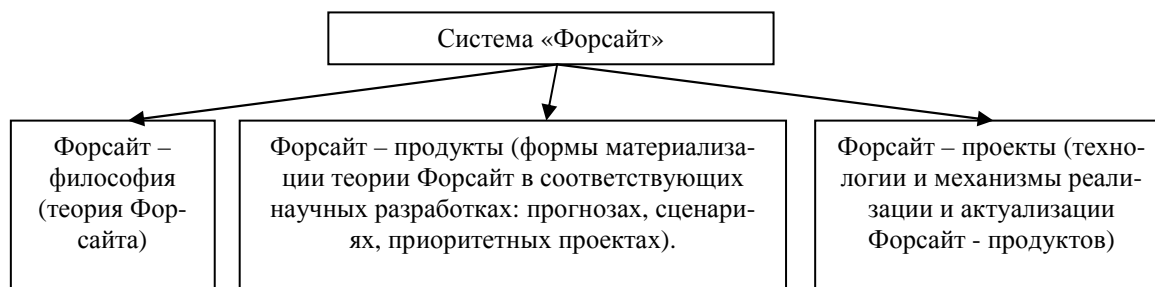 Система «Форсайт»
Форсайт –
философия
(теория Фор-
сайта)
Форсайт – продукты (формы материализа-
ции теории Форсайт в соответствующих
научных разработках: прогнозах, сценари-
ях, приоритетных проектах).
Форсайт – проекты (техно-
логии и механизмы реали-
зации и актуализации
Форсайт - продуктов)